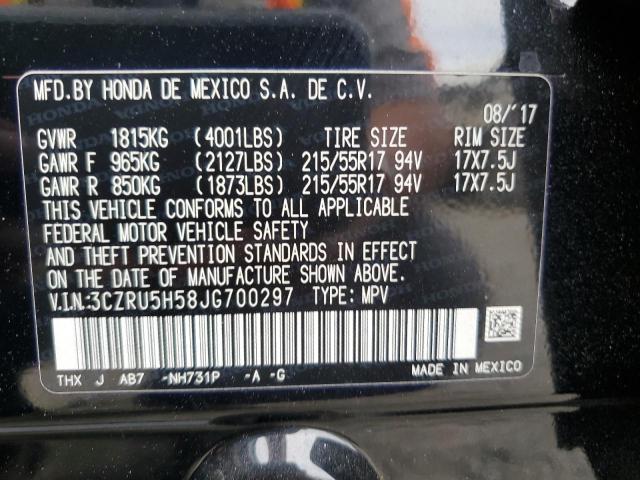 MFD.BY HONDA DE MEXICO S.A. DE C.V.
08/'17
GVWR 1815KG (4001LBS) TIRE SIZE RIM SIZE
GAWR F 965KG (2127LBS) 215/55R17 94V 17X7.5J
GAWR R 850KG (1873LBS) 215/55R17 94V 17X7.5J
THIS VEHICLE CONFORMS TO ALL APPLICABLE
FEDERAL MOTOR VEHICLE SAFETY
AND THEFT PREVENTION STANDARDS IN EFFECT
ON THE DATE OF MANUFACTURE SHOWN ABOVE.
V.I.N:3CZRU5H58JG700297 TYPE: MPV
THX J AB7 -NH731P -A -G MADE IN MEXICO